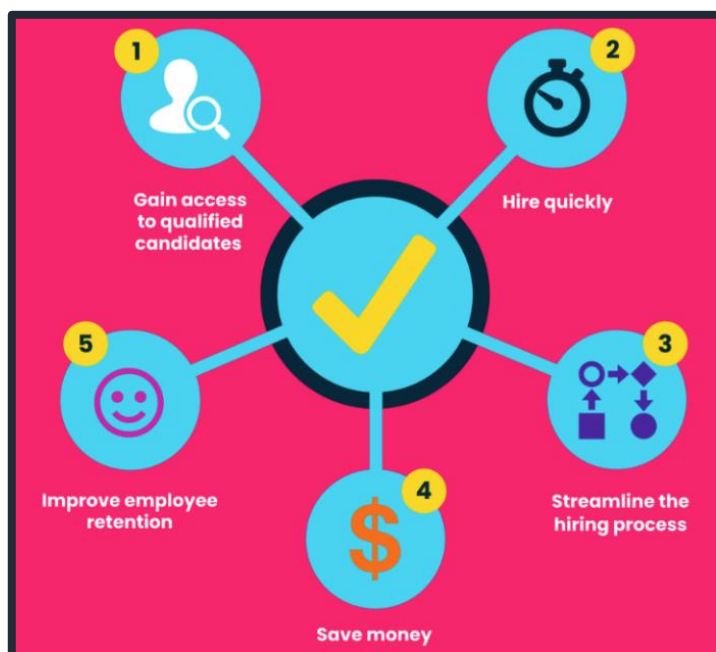 1
Gain access
to qualified
candidates
2
Hire quickly
3
Streamline the
hiring process
4
$
Save money
5
Improve employee
retention